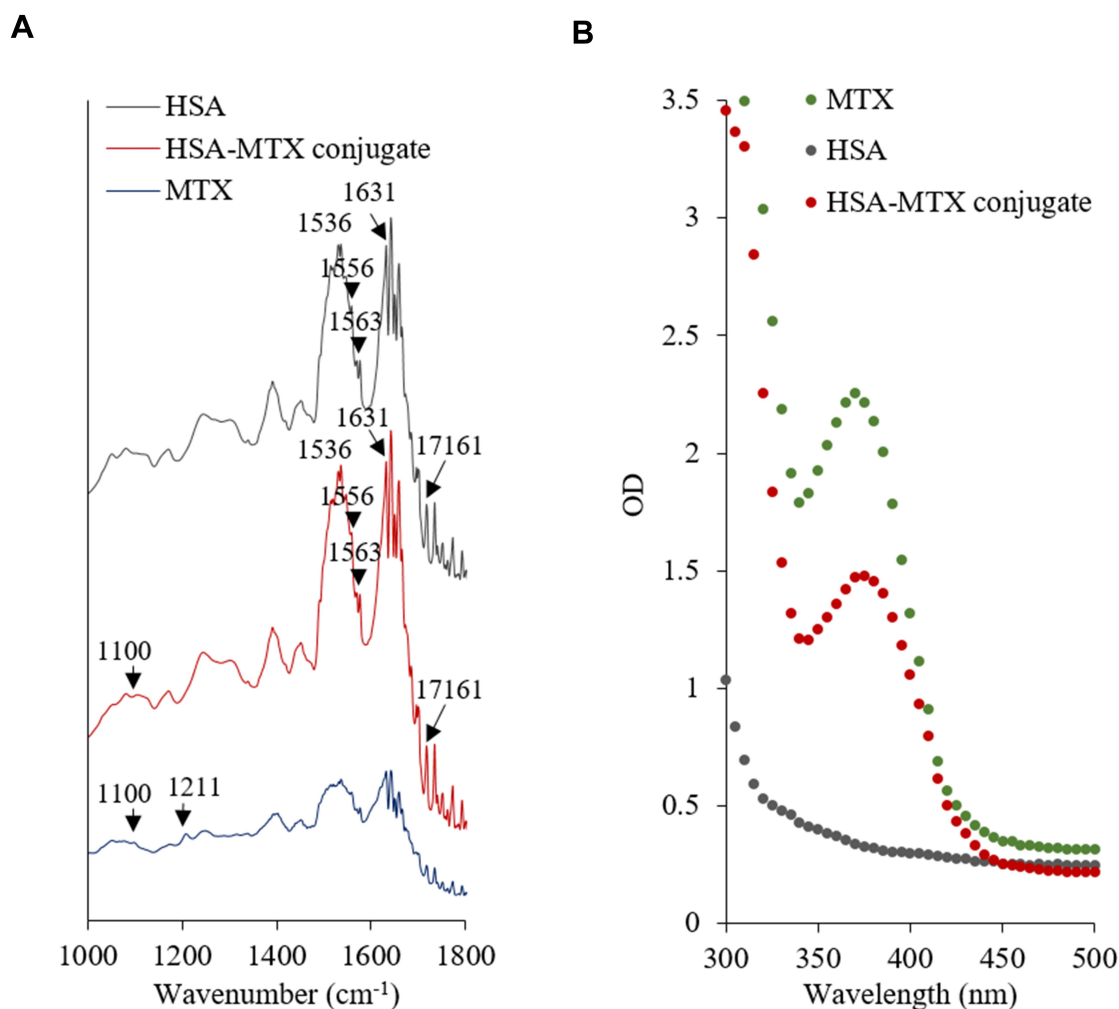 A
HSA
HSA-MTX conjugate
MTX
1631
1536
1556
1563
1631
17161
1536
1556
1563
1100
17161
1100
1211
1000 1200 1400 1600 1800
Wavenumber (cm⁻¹)
B
MTX
HSA
HSA-MTX conjugate
3.5
3
2.5
2
1.5
1
0.5
0
OD
300 350 400 450 500
Wavelength (nm)